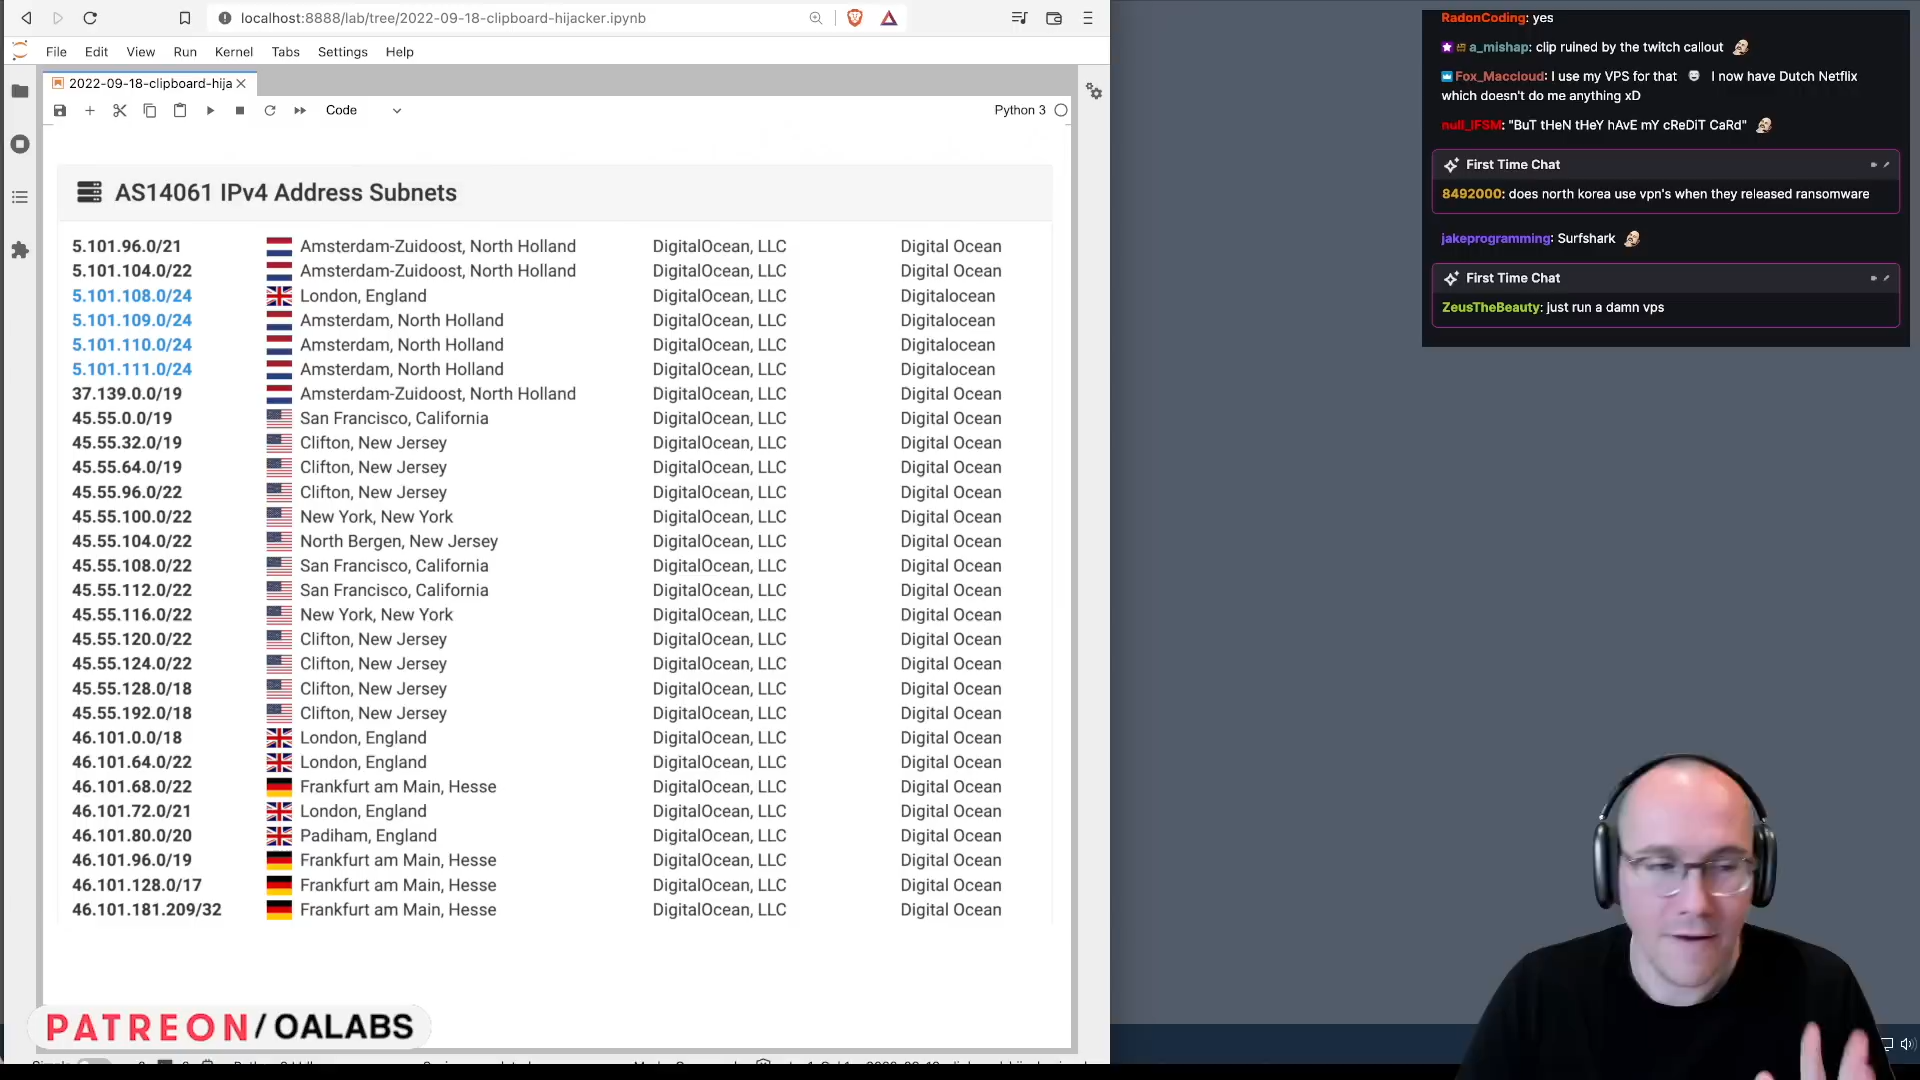 localhost:8888/lab/tree/2022-09-18-clipboard-hijacker.ipynb
File Edit View Run Kernel Tabs Settings Help
2022-09-18-clipboard-hija
Code
Python 3
AS14061 IPv4 Address Subnets
5.101.96.0/21 Amsterdam-Zuidoost, North Holland DigitalOcean, LLC Digital Ocean
5.101.104.0/22 Amsterdam-Zuidoost, North Holland DigitalOcean, LLC Digital Ocean
5.101.108.0/24 London, England DigitalOcean, LLC Digitalocean
5.101.109.0/24 Amsterdam, North Holland DigitalOcean, LLC Digitalocean
5.101.110.0/24 Amsterdam, North Holland DigitalOcean, LLC Digitalocean
5.101.111.0/24 Amsterdam, North Holland DigitalOcean, LLC Digitalocean
37.139.0.0/19 Amsterdam-Zuidoost, North Holland DigitalOcean, LLC Digital Ocean
45.55.0.0/19 San Francisco, California DigitalOcean, LLC Digital Ocean
45.55.32.0/19 Clifton, New Jersey DigitalOcean, LLC Digital Ocean
45.55.64.0/19 Clifton, New Jersey DigitalOcean, LLC Digital Ocean
45.55.96.0/22 Clifton, New Jersey DigitalOcean, LLC Digital Ocean
45.55.100.0/22 New York, New York DigitalOcean, LLC Digital Ocean
45.55.104.0/22 North Bergen, New Jersey DigitalOcean, LLC Digital Ocean
45.55.108.0/22 San Francisco, California DigitalOcean, LLC Digital Ocean
45.55.112.0/22 San Francisco, California DigitalOcean, LLC Digital Ocean
45.55.116.0/22 New York, New York DigitalOcean, LLC Digital Ocean
45.55.120.0/22 Clifton, New Jersey DigitalOcean, LLC Digital Ocean
45.55.124.0/22 Clifton, New Jersey DigitalOcean, LLC Digital Ocean
45.55.128.0/18 Clifton, New Jersey DigitalOcean, LLC Digital Ocean
45.55.192.0/18 Clifton, New Jersey DigitalOcean, LLC Digital Ocean
46.101.0.0/18 London, England DigitalOcean, LLC Digital Ocean
46.101.64.0/22 London, England DigitalOcean, LLC Digital Ocean
46.101.68.0/22 Frankfurt am Main, Hesse DigitalOcean, LLC Digital Ocean
46.101.72.0/21 London, England DigitalOcean, LLC Digital Ocean
46.101.80.0/20 Padiham, England DigitalOcean, LLC Digital Ocean
46.101.96.0/19 Frankfurt am Main, Hesse DigitalOcean, LLC Digital Ocean
46.101.128.0/17 Frankfurt am Main, Hesse DigitalOcean, LLC Digital Ocean
46.101.181.209/32 Frankfurt am Main, Hesse DigitalOcean, LLC Digital Ocean
PATREON/OALABS
RadonCoding: yes
a_mishap: clip ruined by the twitch callout
Fox_Maccloud: I use my VPS for that I now have Dutch Netflix
which doesn't do me anything xD
null_IFSM: "BuT tHeN tHeY hAvE mY cReDiT CaRd"
First Time Chat
8492000: does north korea use vpn's when they released ransomware
jakeprogramming: Surfshark
First Time Chat
ZeusTheBeauty: just run a damn vps